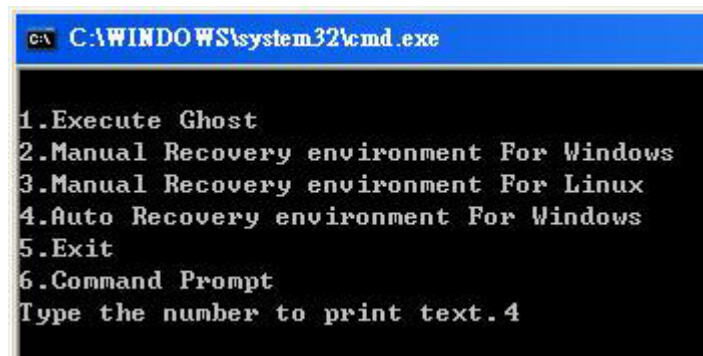 C:\WINDOWS\system32\cmd.exe
1.Execute Ghost
2.Manual Recovery environment For Windows
3.Manual Recovery environment For Linux
4.Auto Recovery environment For Windows
5.Exit
6.Command Prompt
Type the number to print text.4